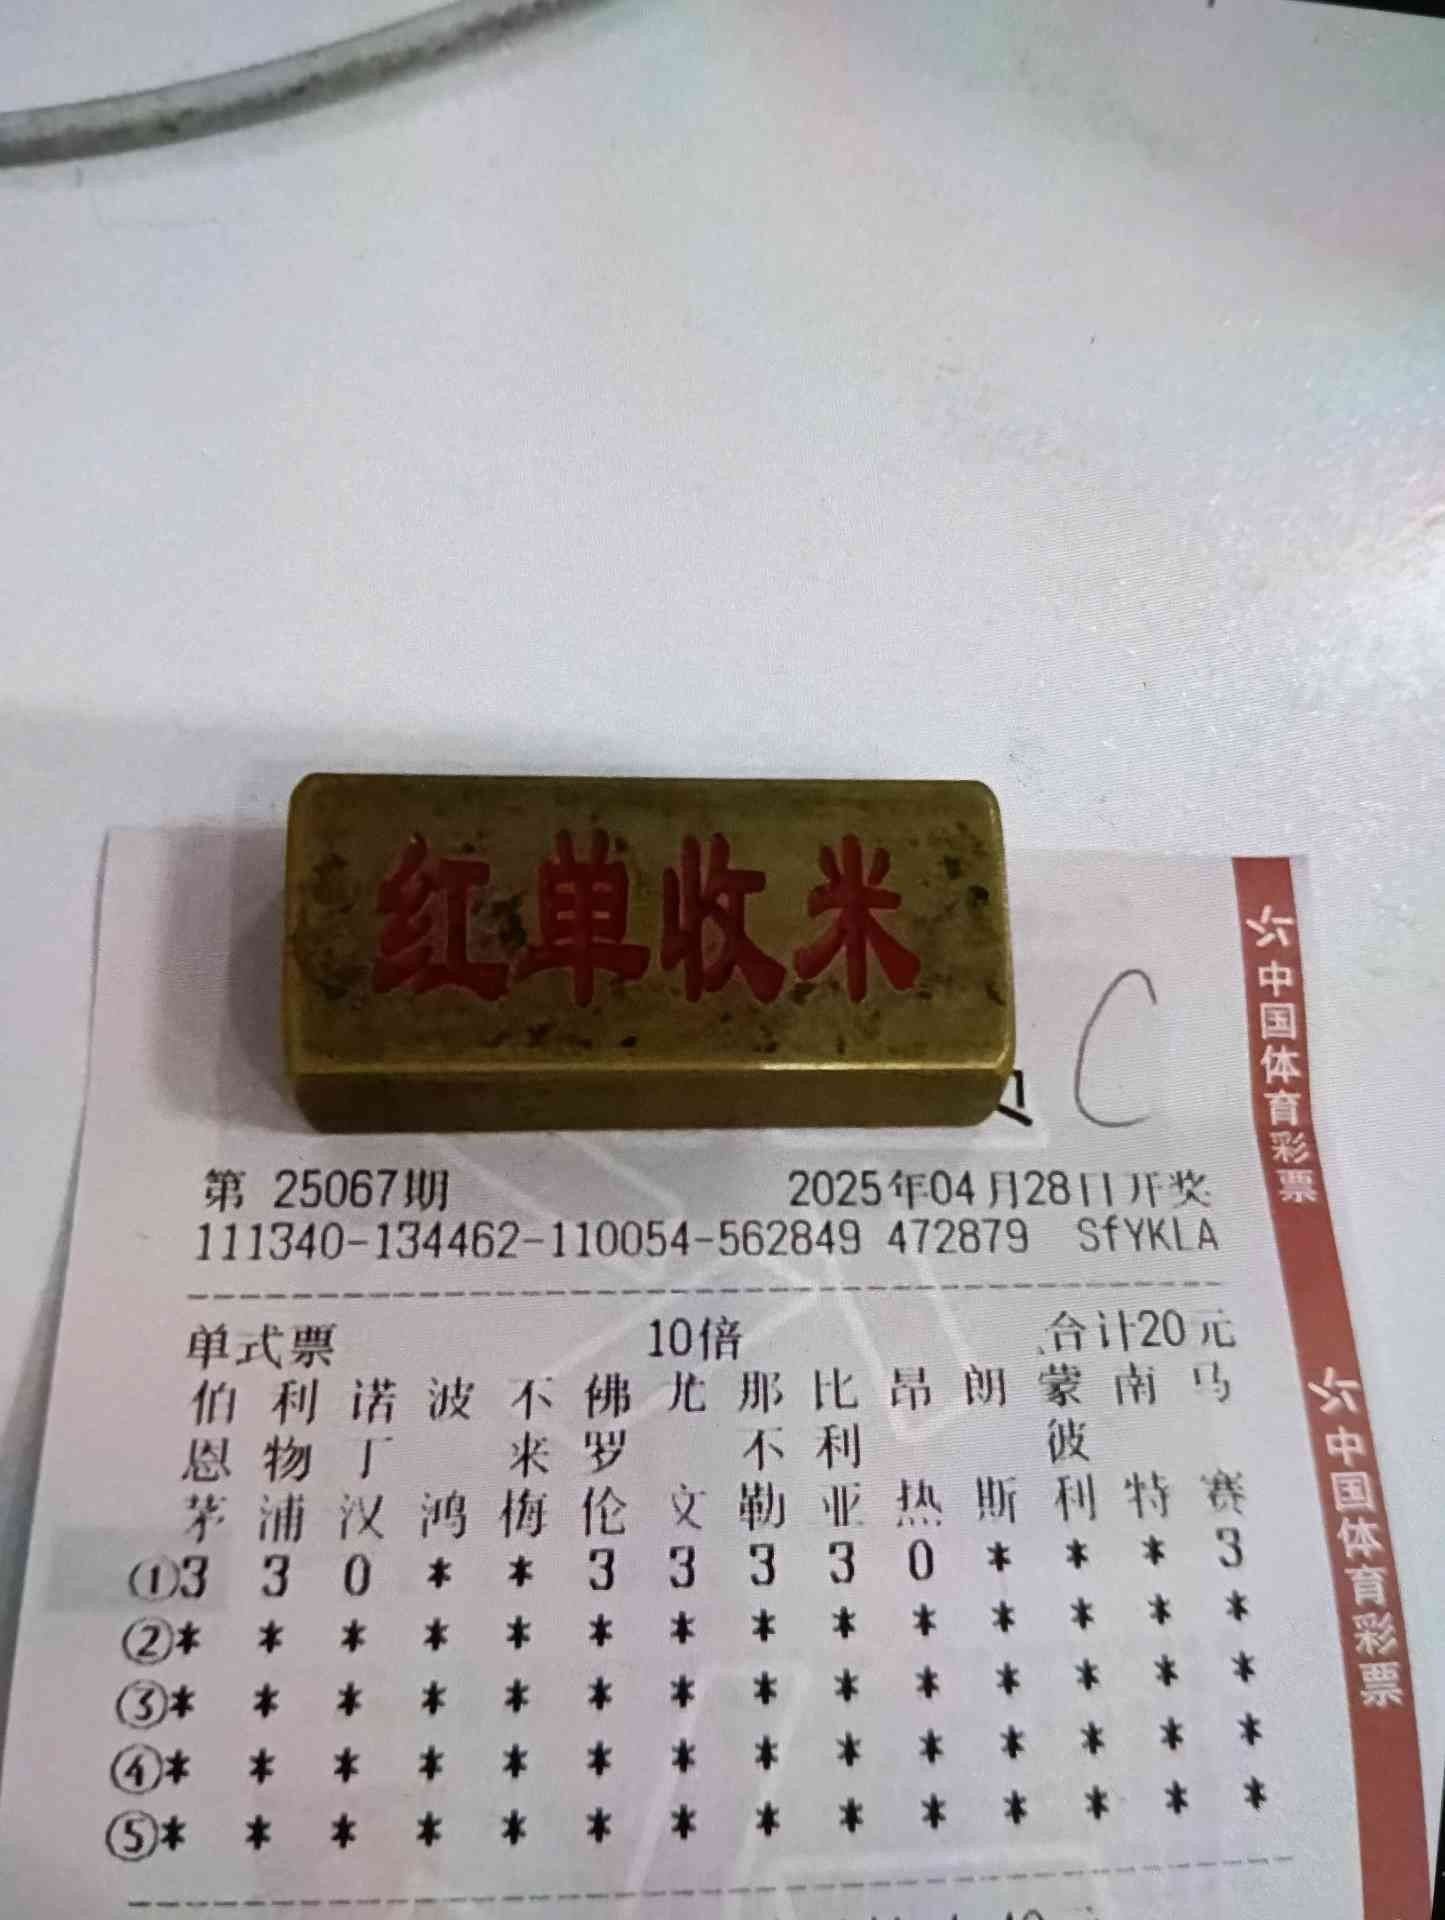 红单收米
C
第 25067期 2025年04月28日开奖
111340-134462-110054-562849 472879 SfYKLA
单式票 10倍 合计20元
伯 利 诺 波 不 佛 尤 那 比 昂 朗 蒙 南 马
恩 物 丁 来 罗 不 利 彼
茅 浦 汉 鸿 梅 伦 文 勒 亚 热 斯 利 特 赛
①3 3 0 * * 3 3 3 3 0 * * * 3
②* * * * * * * * * * * * * *
③* * * * * * * * * * * * * *
④* * * * * * * * * * * * * *
⑤* * * * * * * * * * * * * *
中国体育彩票
中国体育彩票